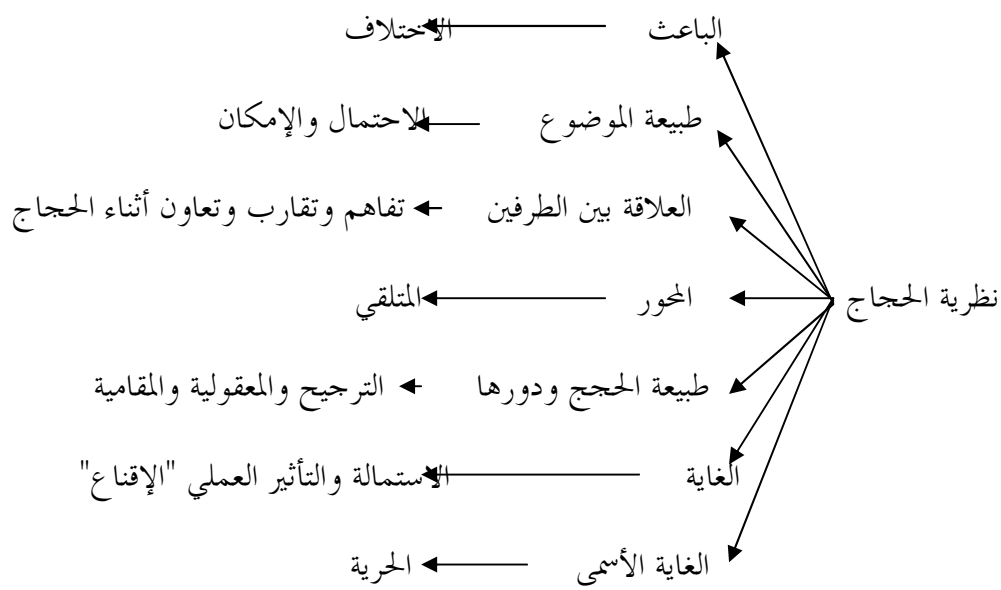 الباعث الاختلاف
طبيعة الموضوع الاحتمال والإمكان
العلاقة بين الطرفين تفاهم وتقارب وتعاون أثناء الحجاج
نظرية الحجاج المحور المتلقي
طبيعة الحجج ودورها الترجيح والمعقولية والمقامية
الغاية الاستمالة والتأثير العملي "الإقناع"
الغاية الأسمى الحرية